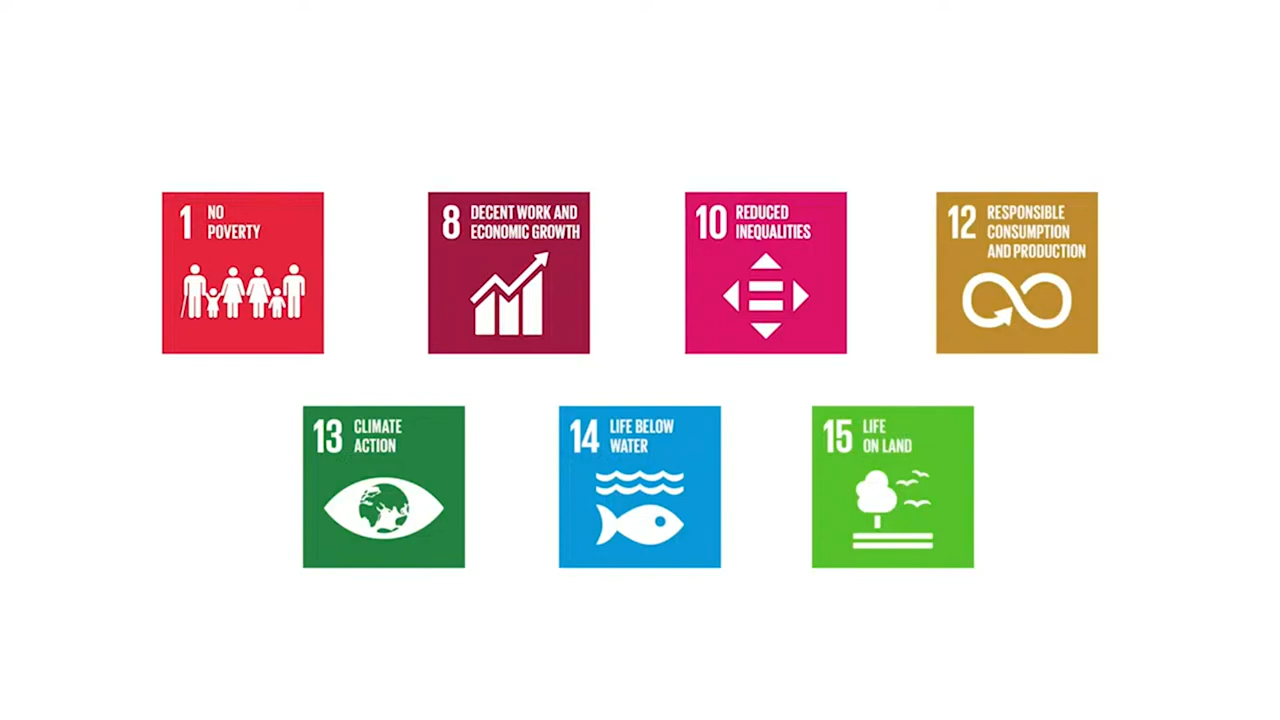 1 NO
POVERTY
8 DECENT WORK AND
ECONOMIC GROWTH
10 REDUCED
INEQUALITIES
12 RESPONSIBLE
CONSUMPTION
AND PRODUCTION
13 CLIMATE
ACTION
14 LIFE BELOW
WATER
15 LIFE
ON LAND